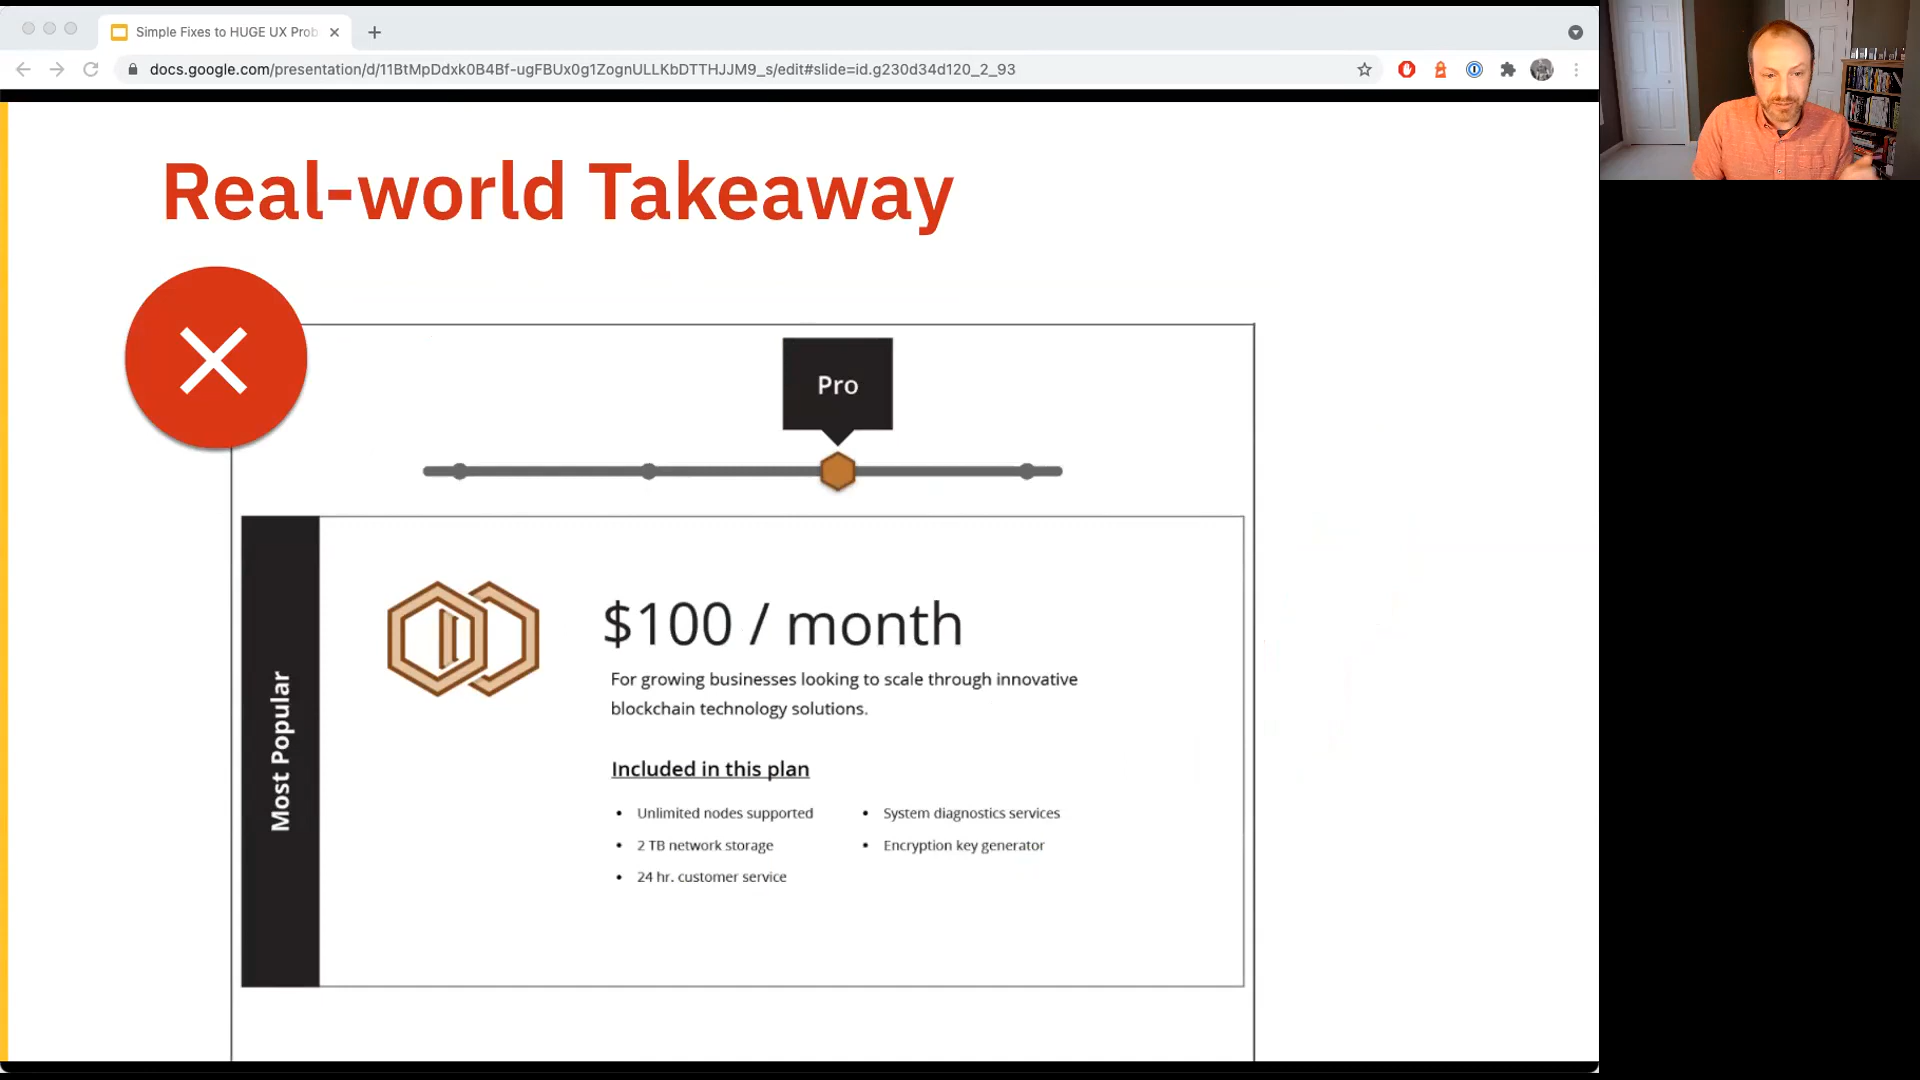 Simple Fixes to HUGE UX Prob
docs.google.com/presentation/d/11BtMpDdxk0B4Bf-ugFBUx0g1ZognULLKbDTTHJJM9_s/edit#slide=id.g230d34d120_2_93
Real-world Takeaway
Pro
Most Popular
$100 / month
For growing businesses looking to scale through innovative
blockchain technology solutions.
Included in this plan
• Unlimited nodes supported
• 2 TB network storage
• 24 hr. customer service
• System diagnostics services
• Encryption key generator